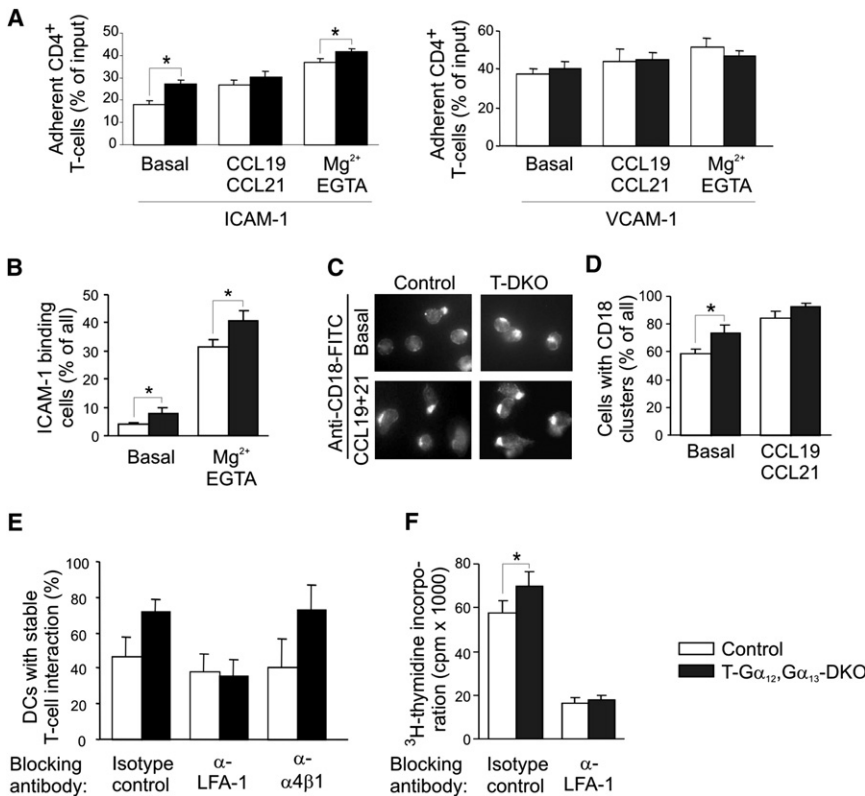 A
Adherent CD4+
T-cells (% of input)
50
40
30
20
10
0
*
*
Basal
CCL19
CCL21
Mg2+
EGTA
ICAM-1
Adherent CD4+
T-cells (% of input)
60
40
20
0
Basal
CCL19
CCL21
Mg2+
EGTA
VCAM-1
B
ICAM-1 binding
cells (% of all)
50
40
30
20
10
0
*
*
Basal
Mg2+
EGTA
C
Control T-DKO
Anti-CD18-FITC
Basal
CCL19+21
D
Cells with CD18
clusters (% of all)
100
80
60
40
20
0
*
Basal
CCL19
CCL21
E
DCs with stable
T-cell interaction (%)
100
80
60
40
20
0
Blocking
antibody:
Isotype
control
α-
LFA-1
α-
α4β1
F
3H-thymidine incorpo-
ration (cpm x 1000)
80
60
40
20
0
*
Blocking
antibody:
Isotype
control
α-
LFA-1
Control
T-Gα12,Gα13-DKO